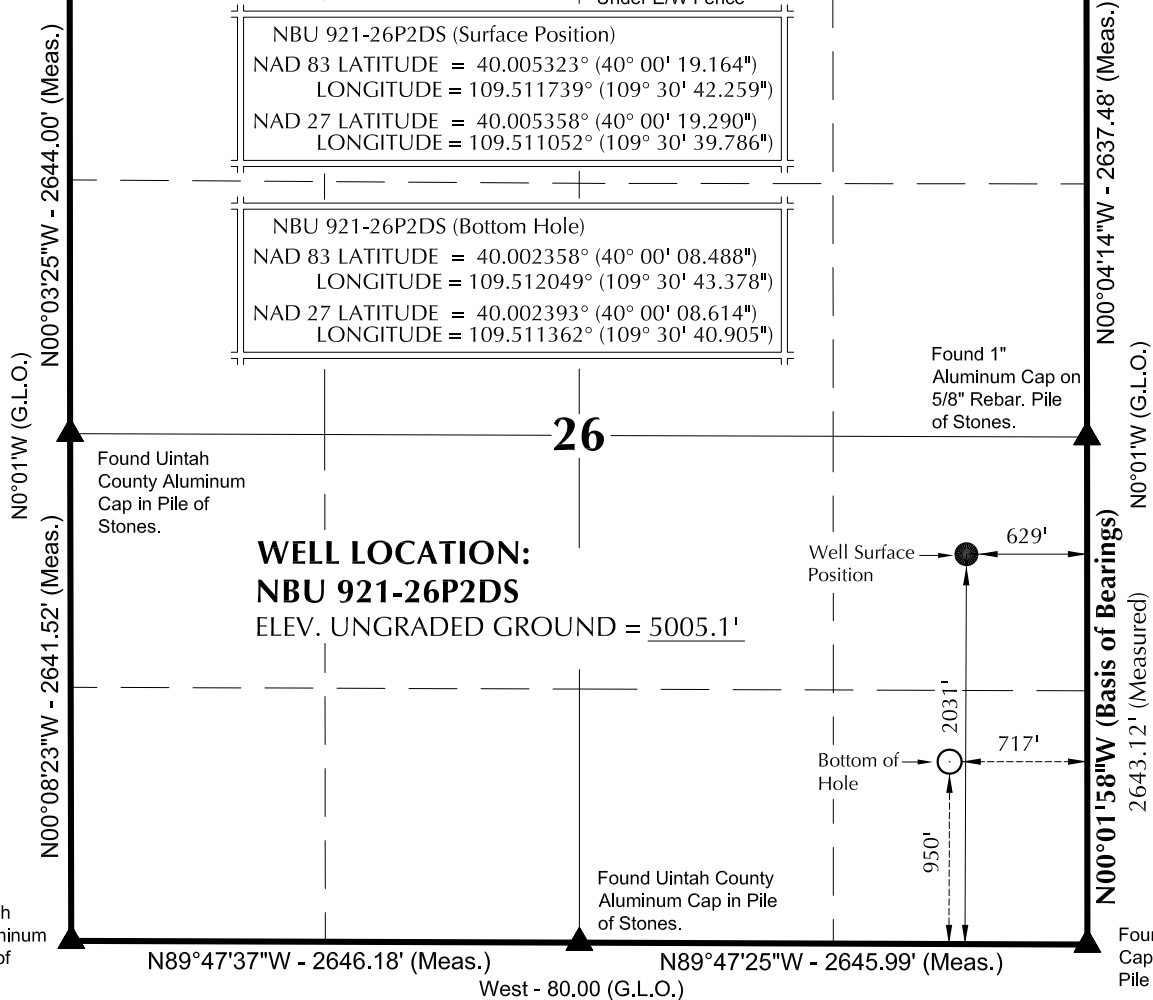 Under E/W Fence
NBU 921-26P2DS (Surface Position)
NAD 83 LATITUDE = 40.005323° (40° 00' 19.164")
LONGITUDE = 109.511739° (109° 30' 42.259")
NAD 27 LATITUDE = 40.005358° (40° 00' 19.290")
LONGITUDE = 109.511052° (109° 30' 39.786")
NBU 921-26P2DS (Bottom Hole)
NAD 83 LATITUDE = 40.002358° (40° 00' 08.488")
LONGITUDE = 109.512049° (109° 30' 43.378")
NAD 27 LATITUDE = 40.002393° (40° 00' 08.614")
LONGITUDE = 109.511362° (109° 30' 40.905")
N00°03'25"W - 2644.00' (Meas.)
N00°04'14"W - 2637.48' (Meas.)
N0°01'W (G.L.O.)
N0°01'W (G.L.O.)
Found 1"
Aluminum Cap on
5/8" Rebar. Pile
of Stones.
26
Found Uintah
County Aluminum
Cap in Pile of
Stones.
WELL LOCATION:
NBU 921-26P2DS
ELEV. UNGRADED GROUND = 5005.1'
Well Surface
Position
629'
2031'
Bottom of
Hole
717'
950'
N00°08'23"W - 2641.52' (Meas.)
N00°01'58"W (Basis of Bearings)
2643.12' (Measured)
Found Uintah County
Aluminum Cap in Pile
of Stones.
h
minum
of
Four
Cap
Pile
N89°47'37"W - 2646.18' (Meas.)
N89°47'25"W - 2645.99' (Meas.)
West - 80.00 (G.L.O.)